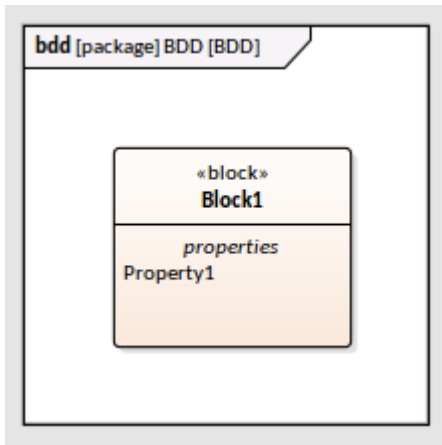 bdd [package] BDD [BDD]
«block»
Block1
properties
Property1